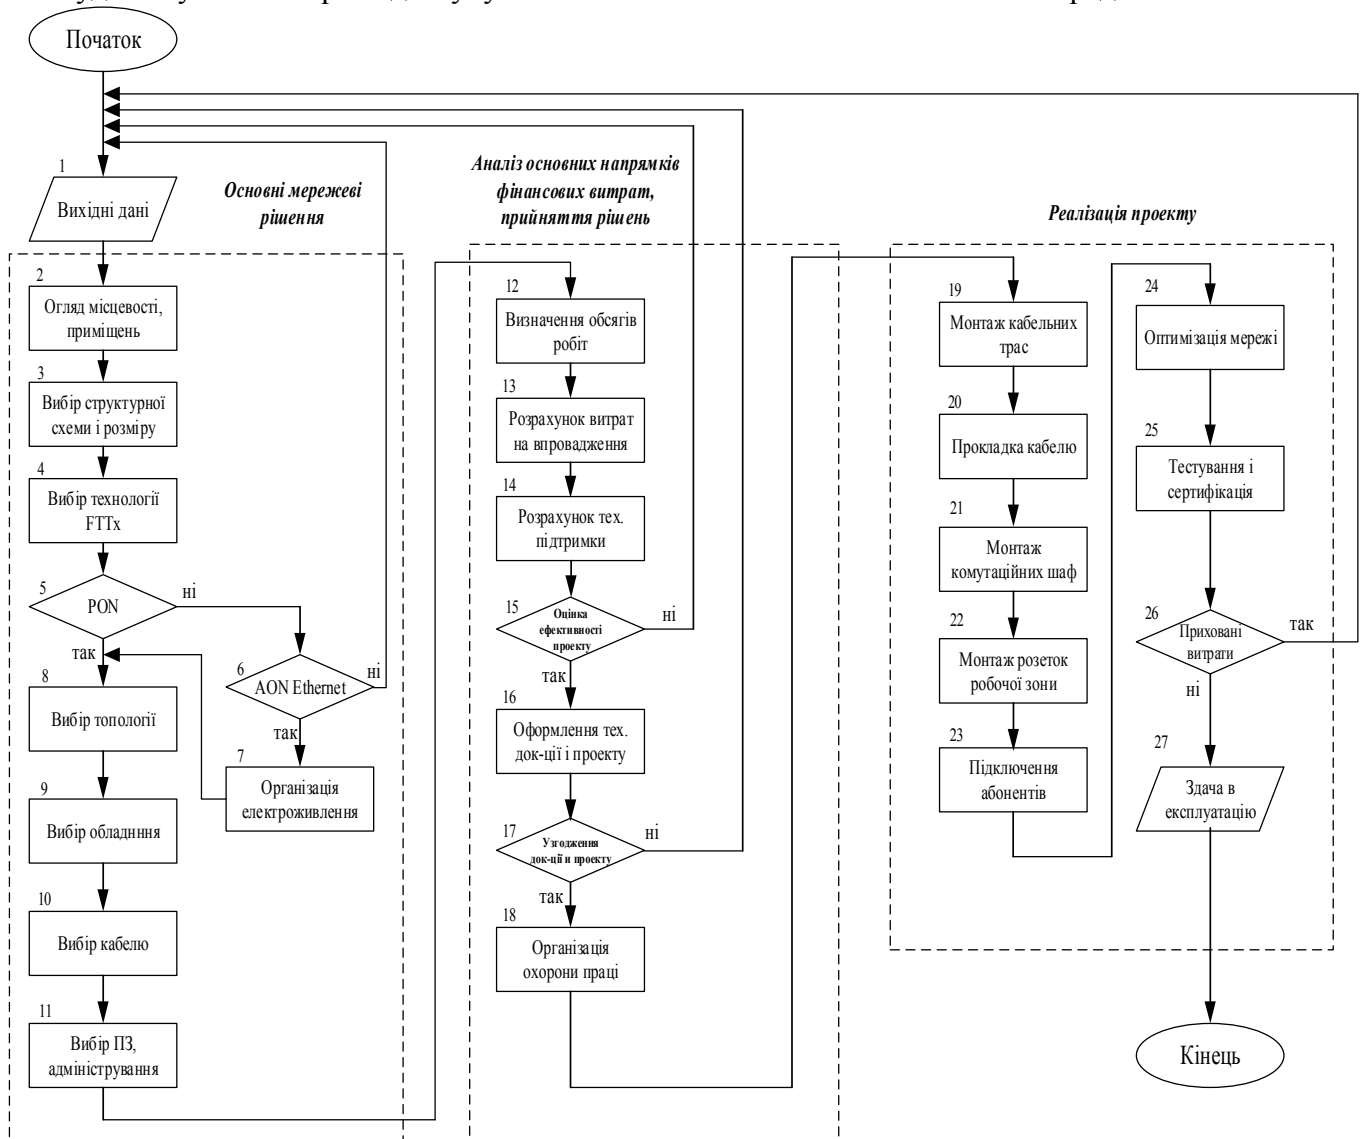 Початок
1
Вихідні дані
Основні мережеві
рішення
2
Огляд місцевості,
приміщень
3
Вибір структурної
схеми і розміру
4
Вибір технології
FTTx
5
PON
ні
так
6
AON Ethernet
ні
так
7
Організація
електроживлення
8
Вибір топології
9
Вибір обладнння
10
Вибір кабелю
11
Вибір ПЗ,
адміністрування
Аналіз основних напрямків
фінансових витрат,
прийняття рішень
12
Визначення обсягів
робіт
13
Розрахунок витрат
на впровадження
14
Розрахунок тех.
підтримки
15
Оцінка
ефективності
проекту
ні
так
16
Оформлення тех.
док-ції і проекту
17
Узгодження
док-ції и проекту
ні
так
18
Організація
охорони праці
Реалізація проекту
19
Монтаж кабельних
трас
20
Прокладка кабелю
21
Монтаж
комутаційних шаф
22
Монтаж розеток
робочої зони
23
Підключення
абонентів
24
Оптимізація мережі
25
Тестування і
сертифікація
26
Приховані
витрати
так
ні
27
Здача в
експлуатацію
Кінець